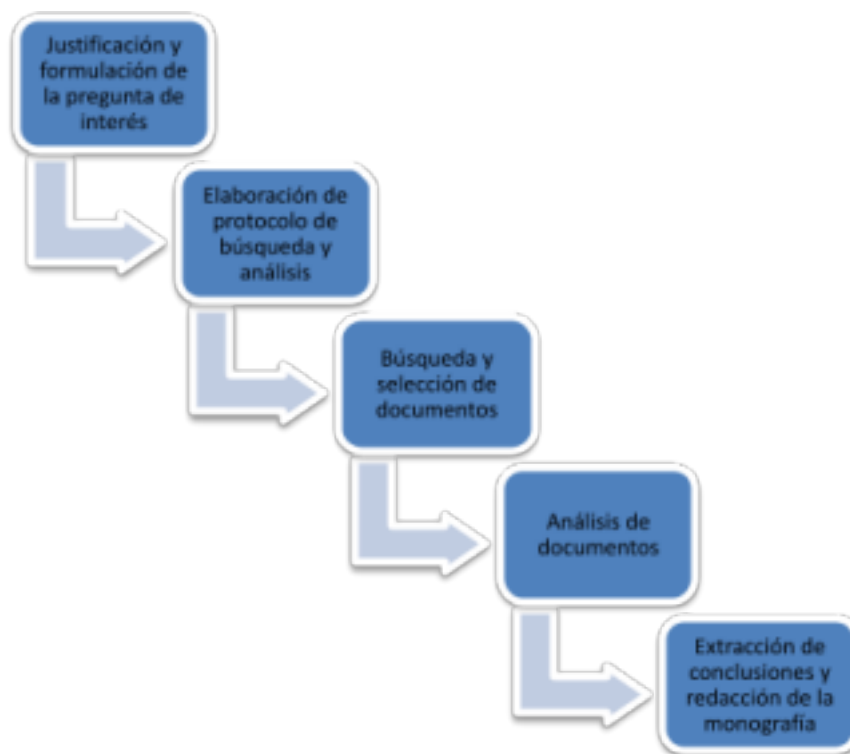 Justificación y
formulación de
la pregunta de
interés
Elaboración de
protocolo de
búsqueda y
análisis
Búsqueda y
selección de
documentos
Análisis de
documentos
Extracción de
conclusiones y
redacción de la
monografía